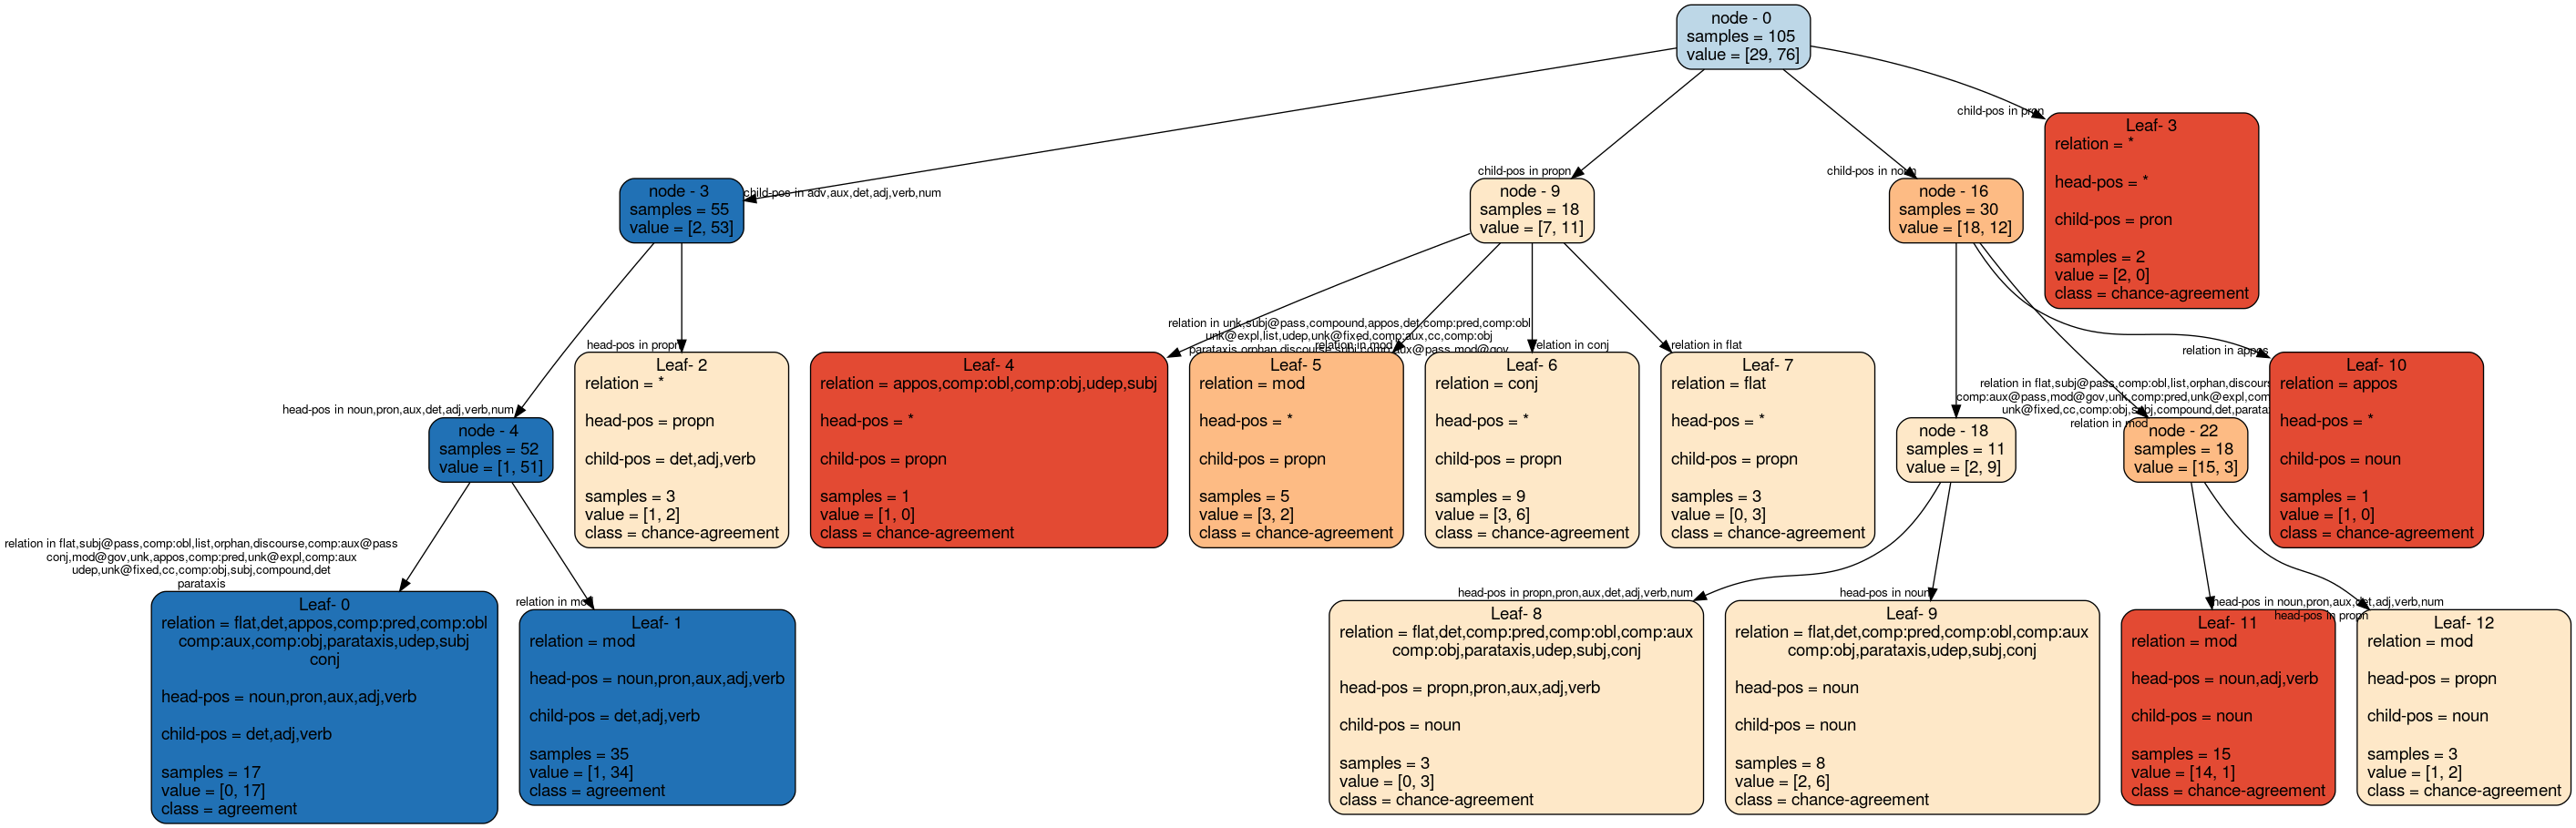 node - 0
samples = 105
value = [29, 76]
child-pos in pron
Leaf- 3
relation = *
head-pos = *
child-pos = pron
samples = 2
value = [2, 0]
class = chance-agreement
child-pos in adv,aux,det,adj,verb,num
node - 3
samples = 55
value = [2, 53]
child-pos in propn
node - 9
samples = 18
value = [7, 11]
child-pos in noun
node - 16
samples = 30
value = [18, 12]
head-pos in propn
Leaf- 2
relation = *
head-pos = propn
child-pos = det,adj,verb
samples = 3
value = [1, 2]
class = chance-agreement
relation in unk,subj@pass,compound,appos,det,comp:pred,comp:obl
unk@expl,list,udep,unk@fixed,comp:aux,cc,comp:obj
parataxis,orphan,discourse,subj,comp:aux@pass,mod@gov
Leaf- 4
relation = appos,comp:obl,comp:obj,udep,subj
head-pos = *
child-pos = propn
samples = 1
value = [1, 0]
class = chance-agreement
relation in mod
Leaf- 5
relation = mod
head-pos = *
child-pos = propn
samples = 5
value = [3, 2]
class = chance-agreement
relation in conj
Leaf- 6
relation = conj
head-pos = *
child-pos = propn
samples = 9
value = [3, 6]
class = chance-agreement
relation in flat
Leaf- 7
relation = flat
head-pos = *
child-pos = propn
samples = 3
value = [0, 3]
class = chance-agreement
relation in appos
Leaf- 10
relation = appos
head-pos = *
child-pos = noun
samples = 1
value = [1, 0]
class = chance-agreement
head-pos in noun,pron,aux,det,adj,verb,num
node - 4
samples = 52
value = [1, 51]
relation in flat,subj@pass,comp:obl,list,orphan,
comp:aux@pass,mod@gov,unk,comp:pred,unk@expl,
unk@fixed,cc,comp:obj,subj,compound,det,
node - 18
samples = 11
value = [2, 9]
relation in mod
node - 22
samples = 18
value = [15, 3]
relation in flat,subj@pass,comp:obl,list,orphan,discourse,comp:aux@pass
conj,mod@gov,unk,appos,comp:pred,unk@expl,comp:aux
udep,unk@fixed,cc,comp:obj,subj,compound,det
parataxis
Leaf- 0
relation = flat,det,appos,comp:pred,comp:obl
comp:aux,comp:obj,parataxis,udep,subj
conj
head-pos = noun,pron,aux,adj,verb
child-pos = det,adj,verb
samples = 17
value = [0, 17]
class = agreement
relation in mod
Leaf- 1
relation = mod
head-pos = noun,pron,aux,adj,verb
child-pos = det,adj,verb
samples = 35
value = [1, 34]
class = agreement
head-pos in propn,pron,aux,det,adj,verb,num
Leaf- 8
relation = flat,det,comp:pred,comp:obl,comp:aux
comp:obj,parataxis,udep,subj,conj
head-pos = propn,pron,aux,adj,verb
child-pos = noun
samples = 3
value = [0, 3]
class = chance-agreement
head-pos in noun
Leaf- 9
relation = flat,det,comp:pred,comp:obl,comp:aux
comp:obj,parataxis,udep,subj,conj
head-pos = noun
child-pos = noun
samples = 8
value = [2, 6]
class = chance-agreement
head-pos in noun,pron,aux,det,adj,verb,num
Leaf- 11
relation = mod
head-pos = noun,adj,verb
child-pos = noun
samples = 15
value = [14, 1]
class = chance-agreement
head-pos in propn
Leaf- 12
relation = mod
head-pos = propn
child-pos = noun
samples = 3
value = [1, 2]
class = chance-agreement